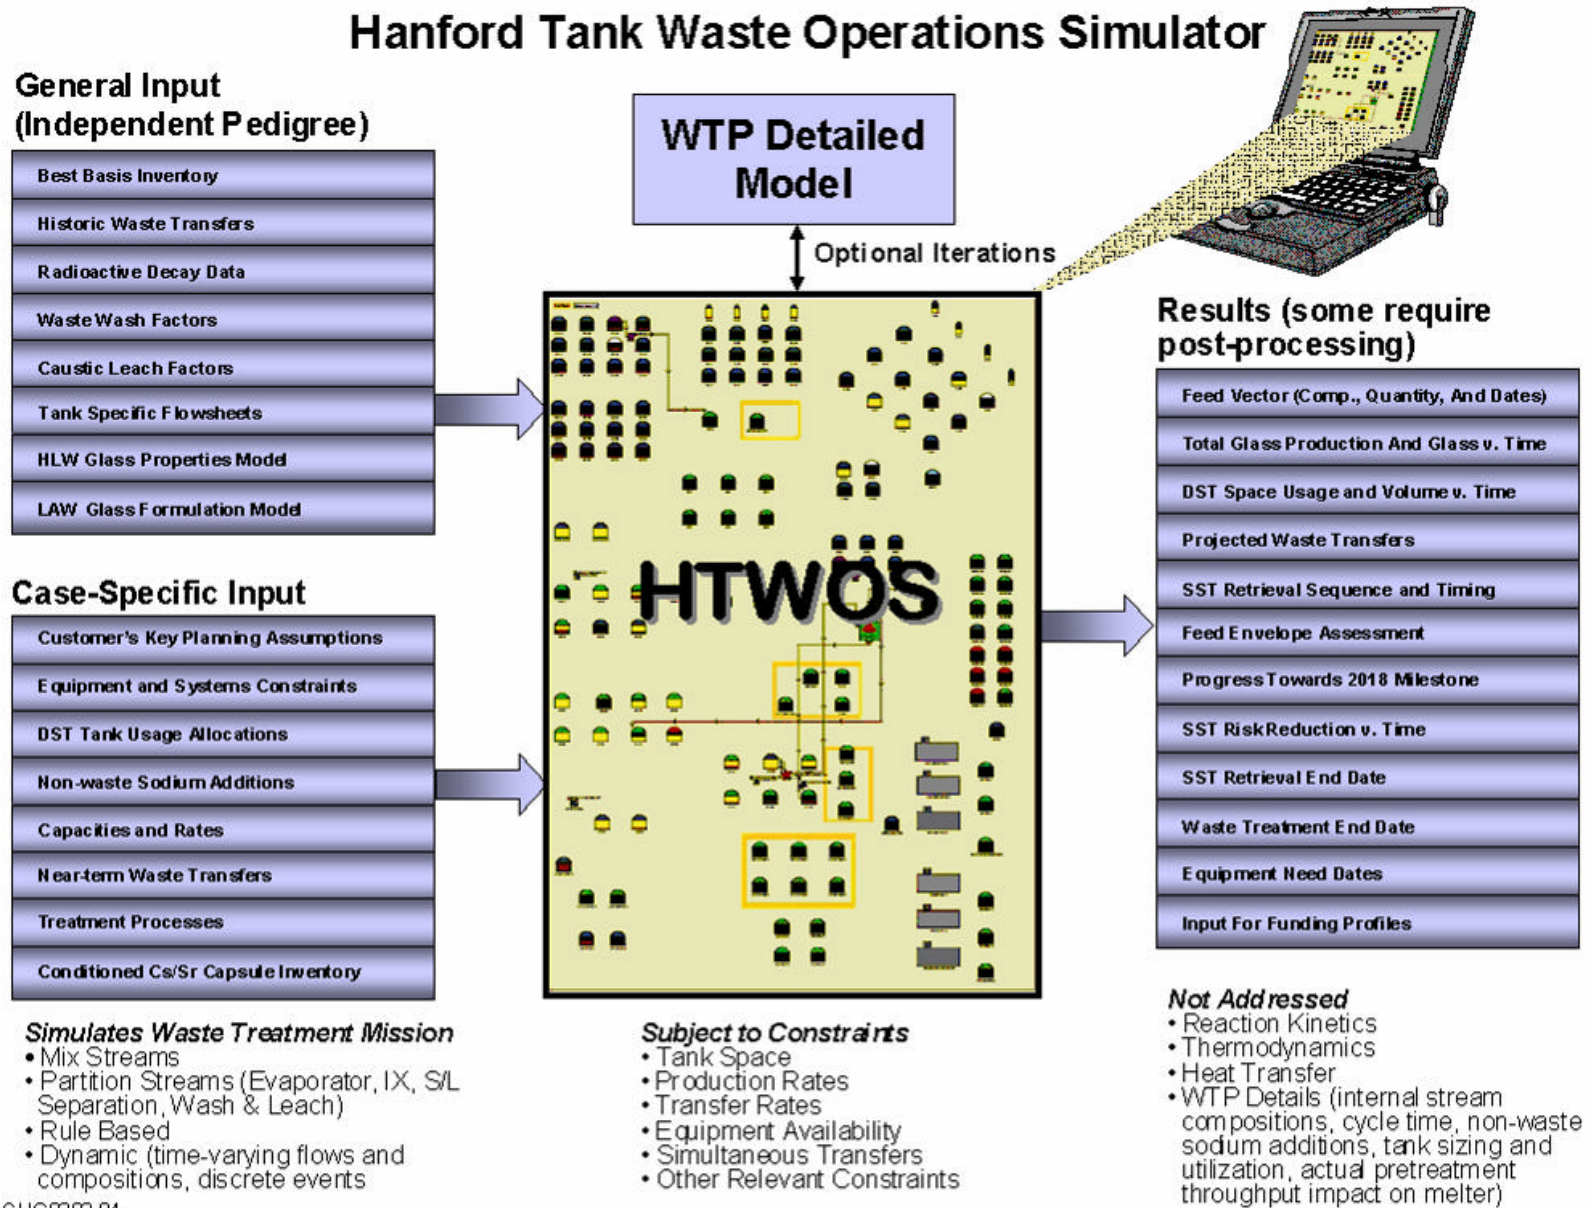 Hanford Tank Waste Operations Simulator
General Input
(Independent Pedigree)
Best Basis Inventory
Historic Waste Transfers
Radioactive Decay Data
Waste Wash Factors
Caustic Leach Factors
Tank Specific Flowsheets
HLW Glass Properties Model
LAW Glass Formulation Model
Case-Specific Input
Customer's Key Planning Assumptions
Equipment and Systems Constraints
DST Tank Usage Allocations
Non-waste Sodium Additions
Capacities and Rates
Near-term Waste Transfers
Treatment Processes
Conditioned Cs/Sr Capsule Inventory
WTP Detailed
Model
Optional Iterations
HTWOS
Results (some require
post-processing)
Feed Vector (Comp., Quantity, And Dates)
Total Glass Production And Glass v. Time
DST Space Usage and Volume v. Time
Projected Waste Transfers
SST Retrieval Sequence and Timing
Feed Envelope Assessment
Progress Towards 2018 Milestone
SST Risk Reduction v. Time
SST Retrieval End Date
Waste Treatment End Date
Equipment Need Dates
Input For Funding Profiles
Simulates Waste Treatment Mission
• Mix Streams
• Partition Streams (Evaporator, IX, S/L
Separation, Wash & Leach)
• Rule Based
• Dynamic (time-varying flows and
compositions, discrete events
Subject to Constraints
• Tank Space
• Production Rates
• Transfer Rates
• Equipment Availability
• Simultaneous Transfers
• Other Relevant Constraints
Not Addressed
• Reaction Kinetics
• Thermodynamics
• Heat Transfer
• WTP Details (internal stream
compositions, cycle time, non-waste
sodium additions, tank sizing and
utilization, actual pretreatment
throughput impact on melter)